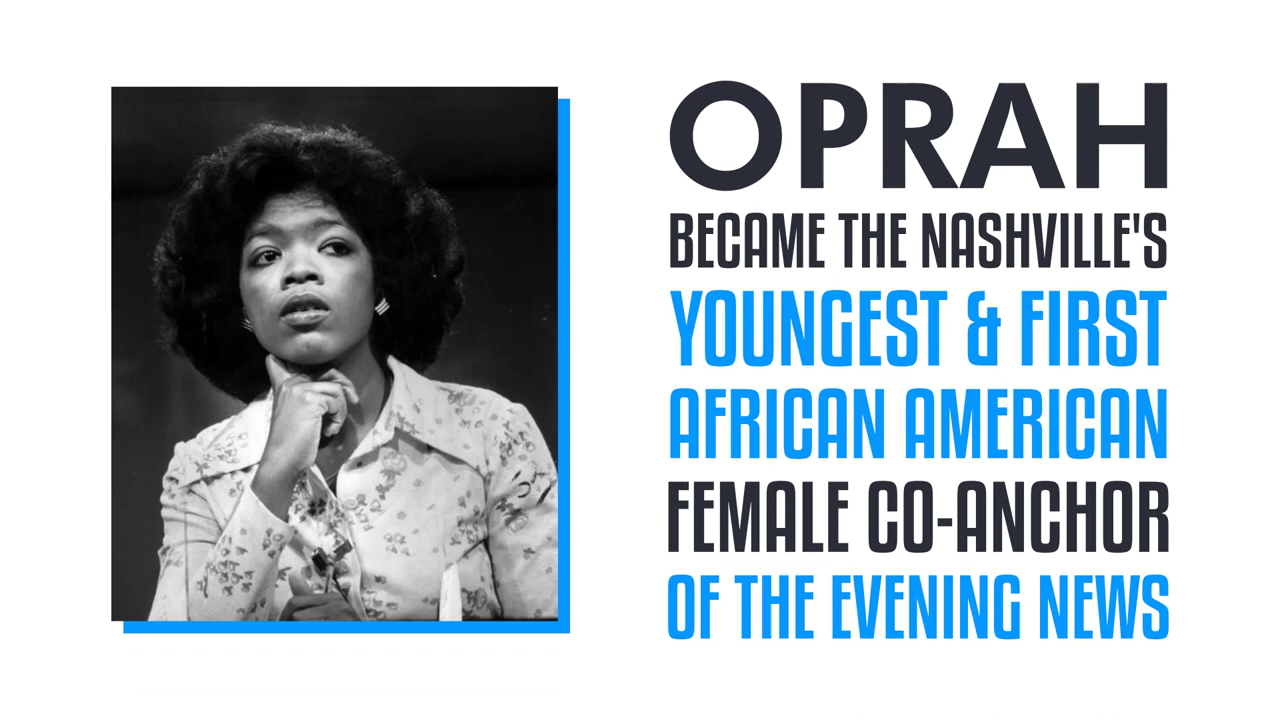 OPRAH
BECAME THE NASHVILLE'S
YOUNGEST & FIRST
AFRICAN AMERICAN
FEMALE CO-ANCHOR
OF THE EVENING NEWS